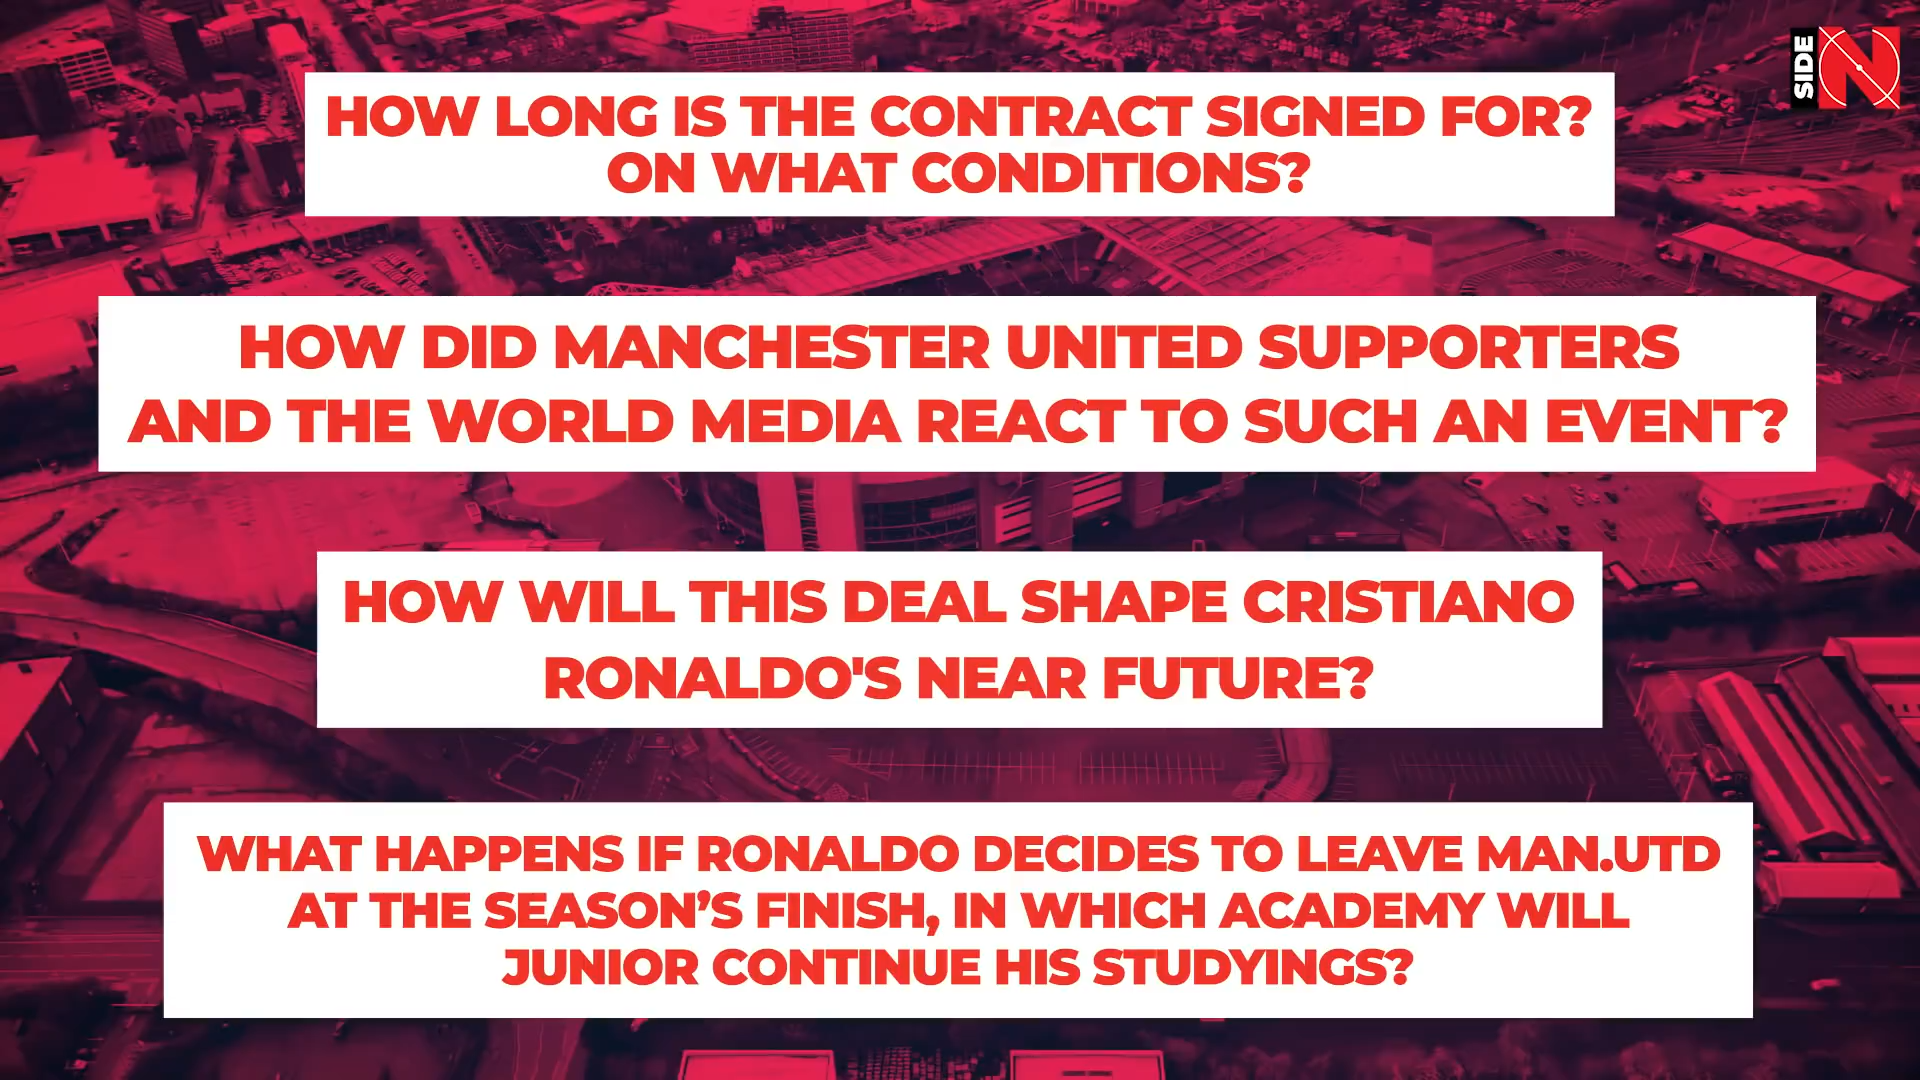 SIDE N
HOW LONG IS THE CONTRACT SIGNED FOR?
ON WHAT CONDITIONS?
HOW DID MANCHESTER UNITED SUPPORTERS
AND THE WORLD MEDIA REACT TO SUCH AN EVENT?
HOW WILL THIS DEAL SHAPE CRISTIANO
RONALDO'S NEAR FUTURE?
WHAT HAPPENS IF RONALDO DECIDES TO LEAVE MAN.UTD
AT THE SEASON’S FINISH, IN WHICH ACADEMY WILL
JUNIOR CONTINUE HIS STUDYINGS?